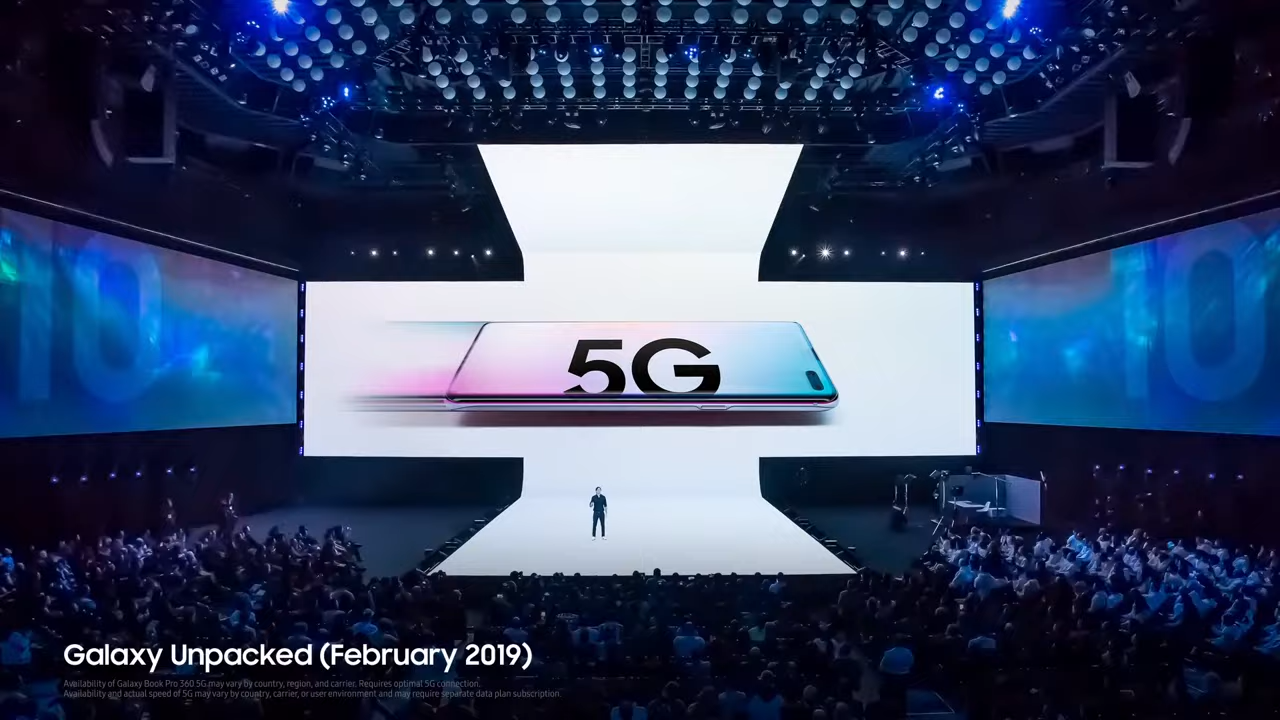 10
10
5G
Galaxy Unpacked (February 2019)
Availability of Galaxy Book Pro 360 5G may vary by country, region, and carrier. Requires optimal 5G connection.
Availability and actual speed of 5G may vary by country, carrier, or user environment and may require separate data plan subscription.